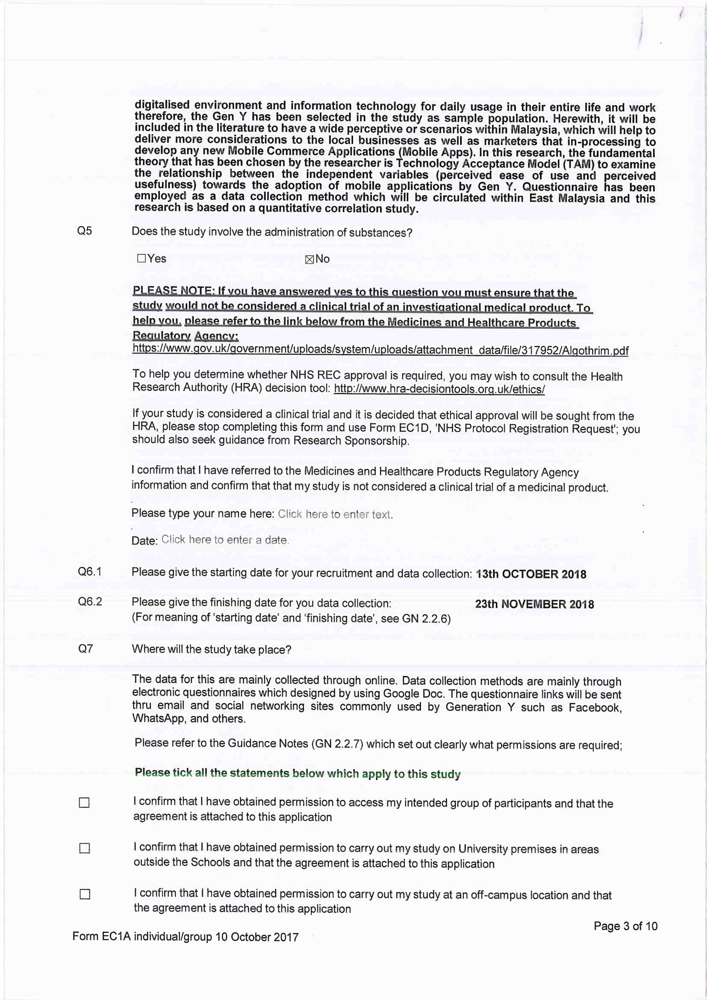 digitalised environment and information technology for daily usage in their entire life and work
therefore, the Gen Y has been selected in the study as sample population. Herewith, it will be
included in the literature to have a wide perceptive or scenarios within Malaysia, which will help to
deliver more considerations to the local businesses as well as marketers that in-processing to
develop any new Mobile Commerce Applications (Mobile Apps). In this research, the fundamental
theory that has been chosen by the researcher is Technology Acceptance Model (TAM) to examine
the relationship between the independent variables (perceived ease of use and perceived
usefulness) towards the adoption of mobile applications by Gen Y. Questionnaire has been
employed as a data collection method which will be circulated within East Malaysia and this
research is based on a quantitative correlation study.
Q5 Does the study involve the administration of substances?
☐Yes ☒No
PLEASE NOTE: If you have answered yes to this question you must ensure that the
study would not be considered a clinical trial of an investigational medical product. To
help you, please refer to the link below from the Medicines and Healthcare Products
Regulatory Agency:
https://www.gov.uk/government/uploads/system/uploads/attachment_data/file/317952/Algothrim.pdf
To help you determine whether NHS REC approval is required, you may wish to consult the Health
Research Authority (HRA) decision tool: http://www.hra-decisiontools.org.uk/ethics/
If your study is considered a clinical trial and it is decided that ethical approval will be sought from the
HRA, please stop completing this form and use Form EC1D, 'NHS Protocol Registration Request'; you
should also seek guidance from Research Sponsorship.
I confirm that I have referred to the Medicines and Healthcare Products Regulatory Agency
information and confirm that that my study is not considered a clinical trial of a medicinal product.
Please type your name here: Click here to enter text.
Date: Click here to enter a date.
Q6.1 Please give the starting date for your recruitment and data collection: 13th OCTOBER 2018
Q6.2 Please give the finishing date for you data collection: 23th NOVEMBER 2018
(For meaning of ‘starting date’ and ‘finishing date’, see GN 2.2.6)
Q7 Where will the study take place?
The data for this are mainly collected through online. Data collection methods are mainly through
electronic questionnaires which designed by using Google Doc. The questionnaire links will be sent
thru email and social networking sites commonly used by Generation Y such as Facebook,
WhatsApp, and others.
Please refer to the Guidance Notes (GN 2.2.7) which set out clearly what permissions are required;
Please tick all the statements below which apply to this study
☐ I confirm that I have obtained permission to access my intended group of participants and that the
agreement is attached to this application
☐ I confirm that I have obtained permission to carry out my study on University premises in areas
outside the Schools and that the agreement is attached to this application
☐ I confirm that I have obtained permission to carry out my study at an off-campus location and that
the agreement is attached to this application
Page 3 of 10
Form EC1A individual/group 10 October 2017